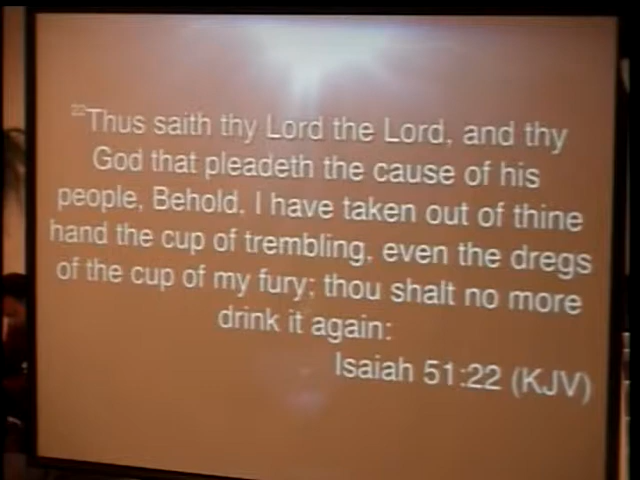 22Thus saith thy Lord the Lord, and thy
God that pleadeth the cause of his
people, Behold, I have taken out of thine
hand the cup of trembling, even the dregs
of the cup of my fury; thou shalt no more
drink it again:
Isaiah 51:22 (KJV)